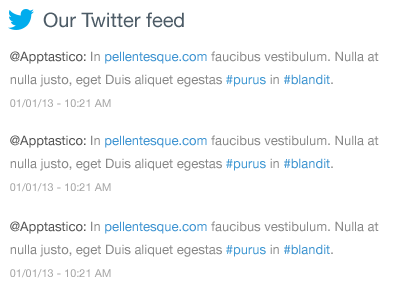 Our Twitter feed
@Apptastico: In pellentesque.com faucibus vestibulum. Nulla at
nulla justo, eget Duis aliquet egestas #purus in #blandit.
01/01/13 - 10:21 AM
@Apptastico: In pellentesque.com faucibus vestibulum. Nulla at
nulla justo, eget Duis aliquet egestas #purus in #blandit.
01/01/13 - 10:21 AM
@Apptastico: In pellentesque.com faucibus vestibulum. Nulla at
nulla justo, eget Duis aliquet egestas #purus in #blandit.
01/01/13 - 10:21 AM